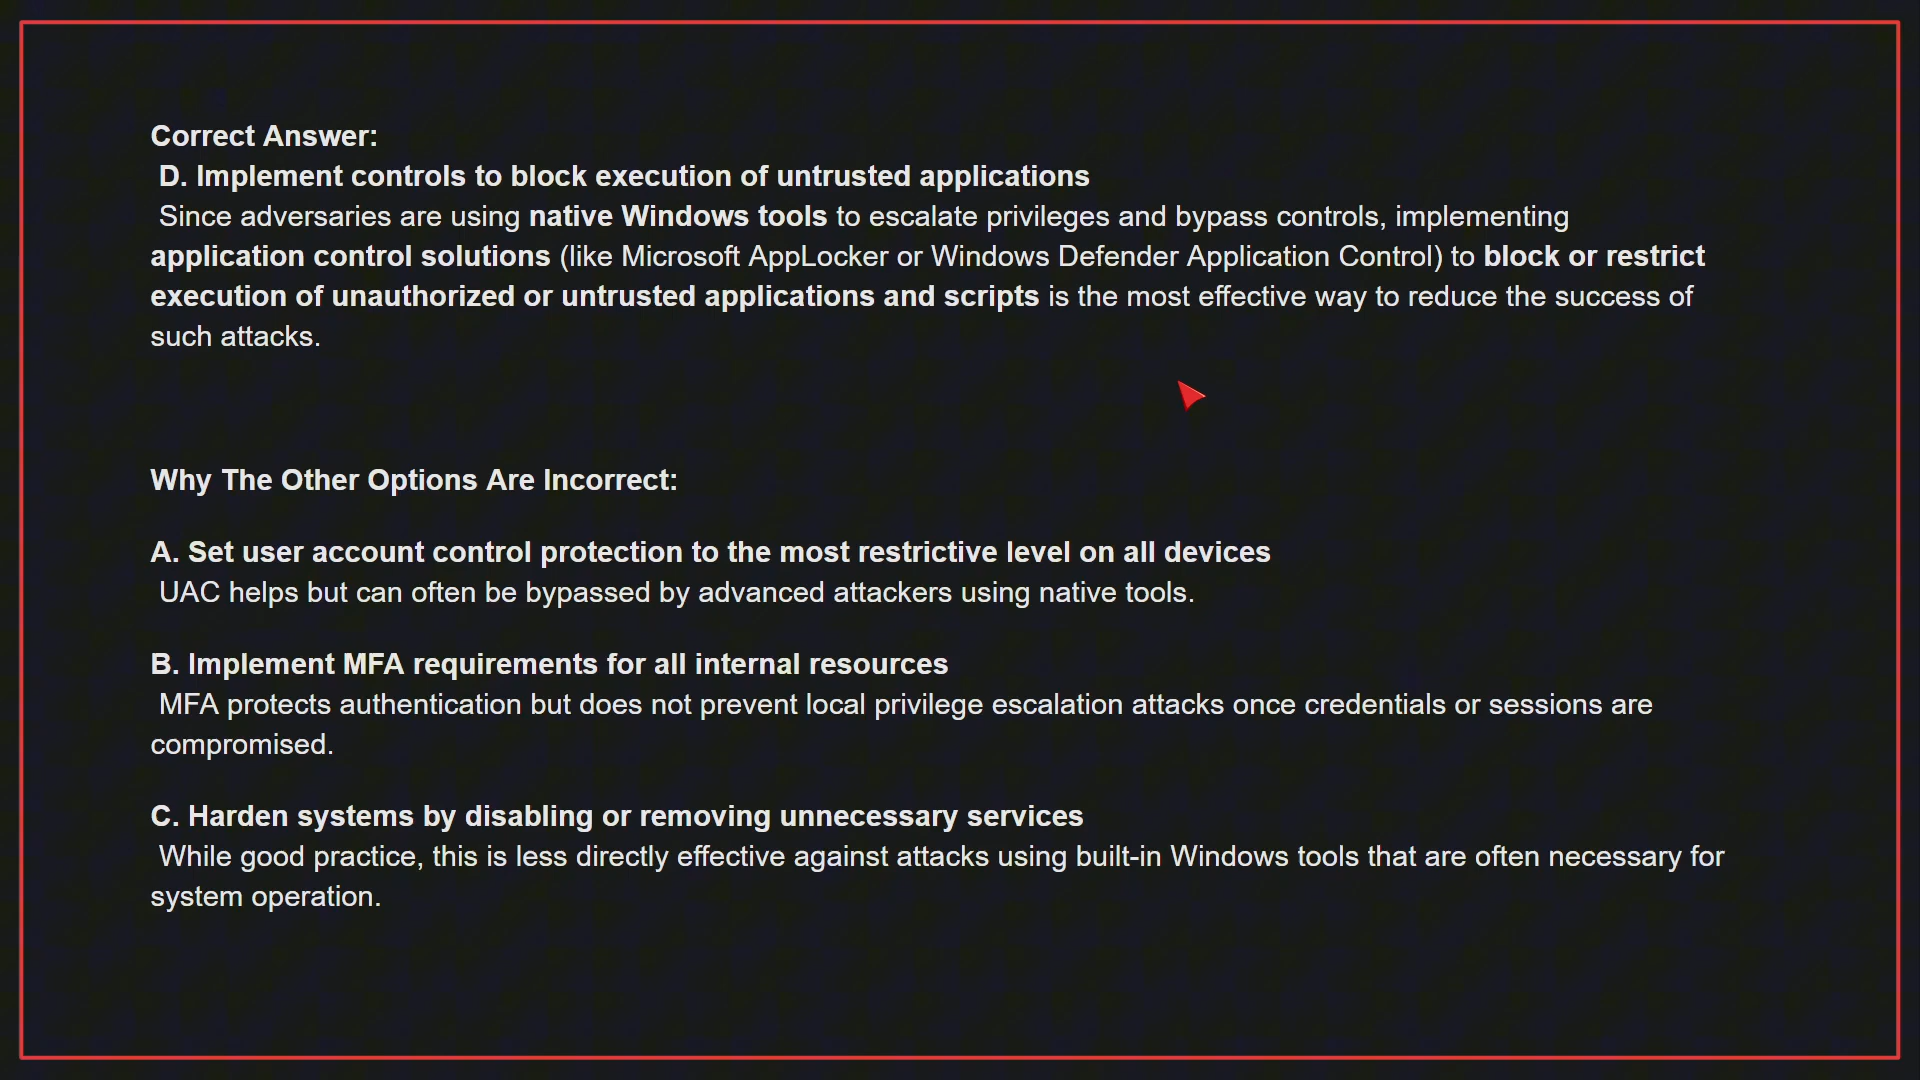 Correct Answer:
D. Implement controls to block execution of untrusted applications
Since adversaries are using native Windows tools to escalate privileges and bypass controls, implementing
application control solutions (like Microsoft AppLocker or Windows Defender Application Control) to block or restrict
execution of unauthorized or untrusted applications and scripts is the most effective way to reduce the success of
such attacks.
Why The Other Options Are Incorrect:
A. Set user account control protection to the most restrictive level on all devices
UAC helps but can often be bypassed by advanced attackers using native tools.
B. Implement MFA requirements for all internal resources
MFA protects authentication but does not prevent local privilege escalation attacks once credentials or sessions are
compromised.
C. Harden systems by disabling or removing unnecessary services
While good practice, this is less directly effective against attacks using built-in Windows tools that are often necessary for
system operation.